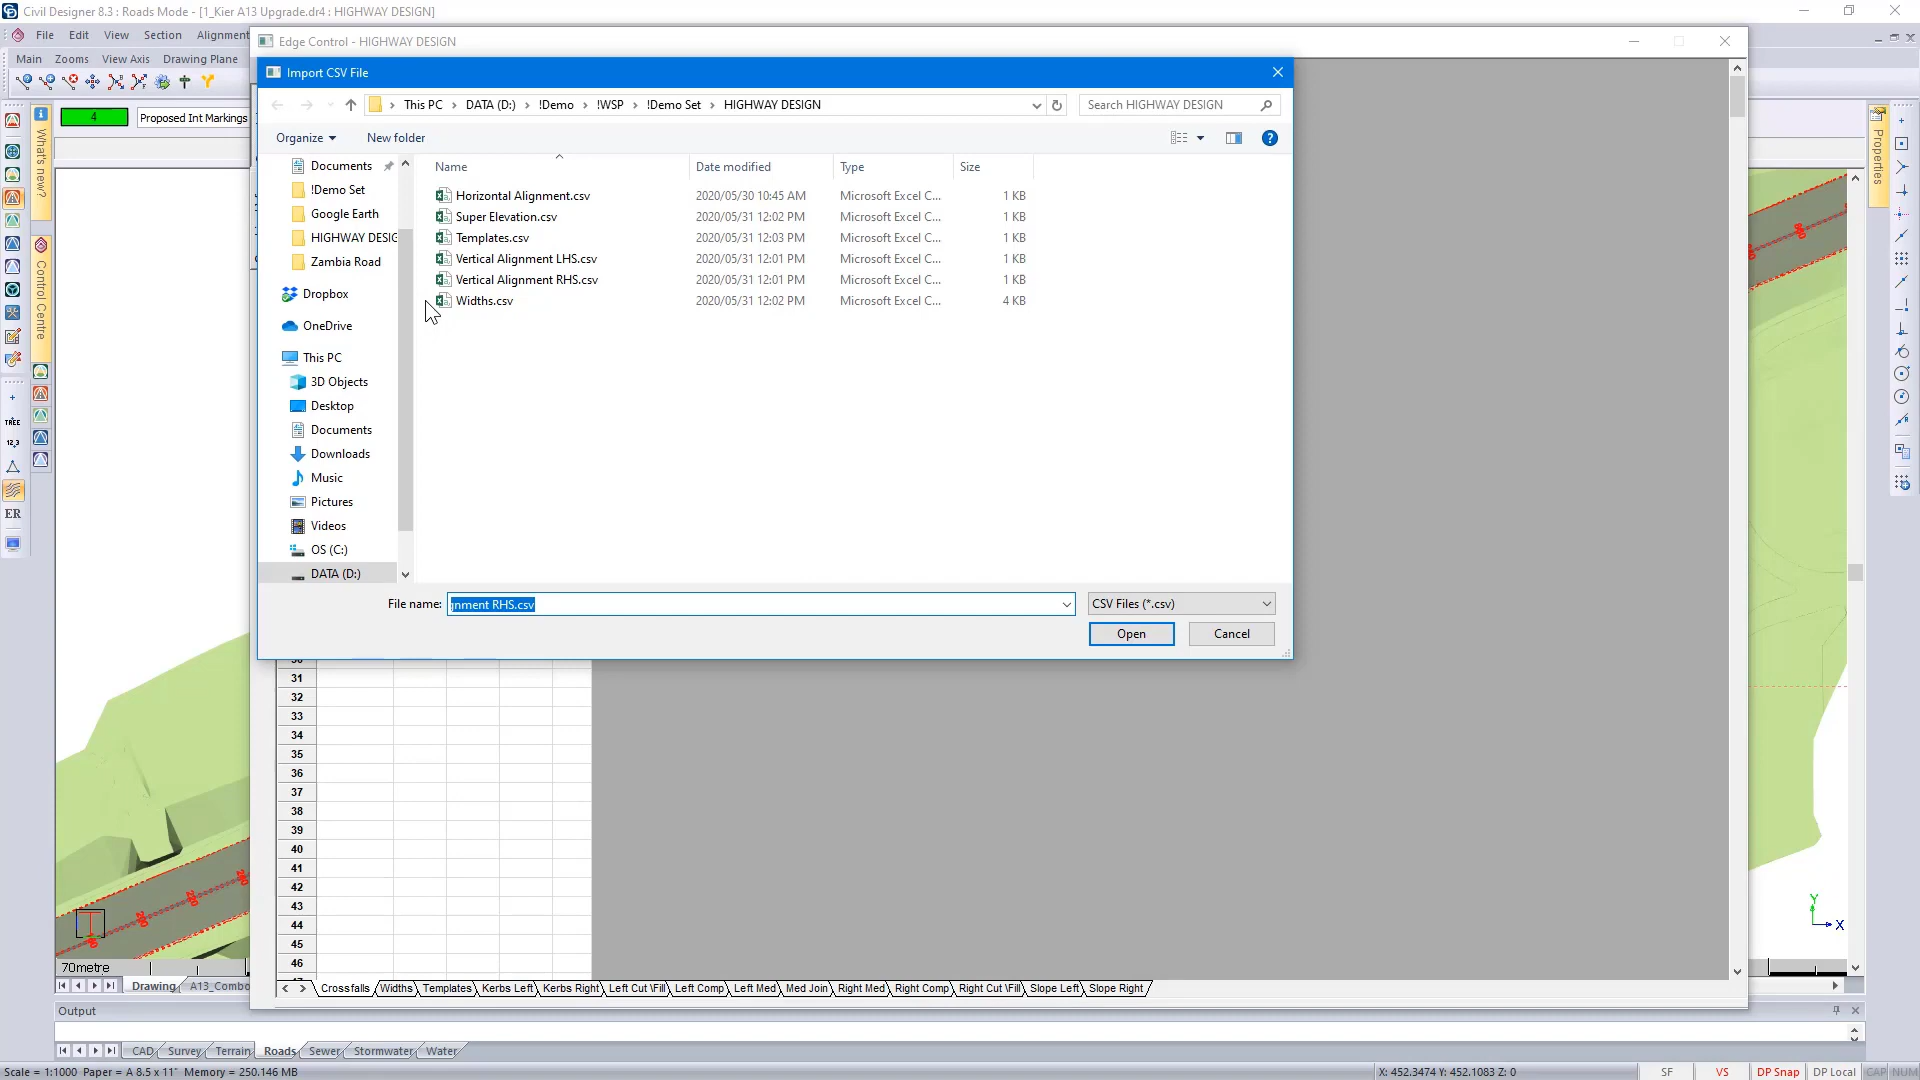 Civil Designer 8.3 : Roads Mode - [1_Kier A13 Upgrade.dr4 : HIGHWAY DESIGN]
File Edit View Section Alignment
Edge Control - HIGHWAY DESIGN
Main Zooms View Axis Drawing Plane
Import CSV File
This PC > DATA (D:) > !Demo > !WSP > !Demo Set > HIGHWAY DESIGN
Search HIGHWAY DESIGN
4 Proposed Int Markings
Organize New folder
What's new?
Control Centre
Properties
Name Date modified Type Size
Horizontal Alignment.csv 2020/05/30 10:45 AM Microsoft Excel C... 1 KB
Super Elevation.csv 2020/05/31 12:02 PM Microsoft Excel C... 1 KB
Templates.csv 2020/05/31 12:03 PM Microsoft Excel C... 1 KB
Vertical Alignment LHS.csv 2020/05/31 12:01 PM Microsoft Excel C... 1 KB
Vertical Alignment RHS.csv 2020/05/31 12:01 PM Microsoft Excel C... 1 KB
Widths.csv 2020/05/31 12:02 PM Microsoft Excel C... 4 KB
Documents
!Demo Set
Google Earth
HIGHWAY DESIG
Zambia Road
Dropbox
OneDrive
This PC
3D Objects
Desktop
Documents
Downloads
Music
Pictures
Videos
OS (C:)
DATA (D:)
TREE
12,3
ER
File name: gnment RHS.csv CSV Files (*.csv)
Open Cancel
31
32
33
34
35
36
37
38
39
40
41
42
43
44
45
46
Y
X
70metre
Drawing A13_Combo
Crossfalls Widths Templates Kerbs Left Kerbs Right Left Cut \Fill Left Comp Left Med Med Join Right Med Right Comp Right Cut \Fill Slope Left Slope Right
Output
CAD Survey Terrain Roads Sewer Stormwater Water
Scale = 1:1000 Paper = A 8.5 x 11" Memory = 250.146 MB
X: 452.3474 Y: 452.1083 Z: 0 SF VS DP Snap DP Local CAP NUM